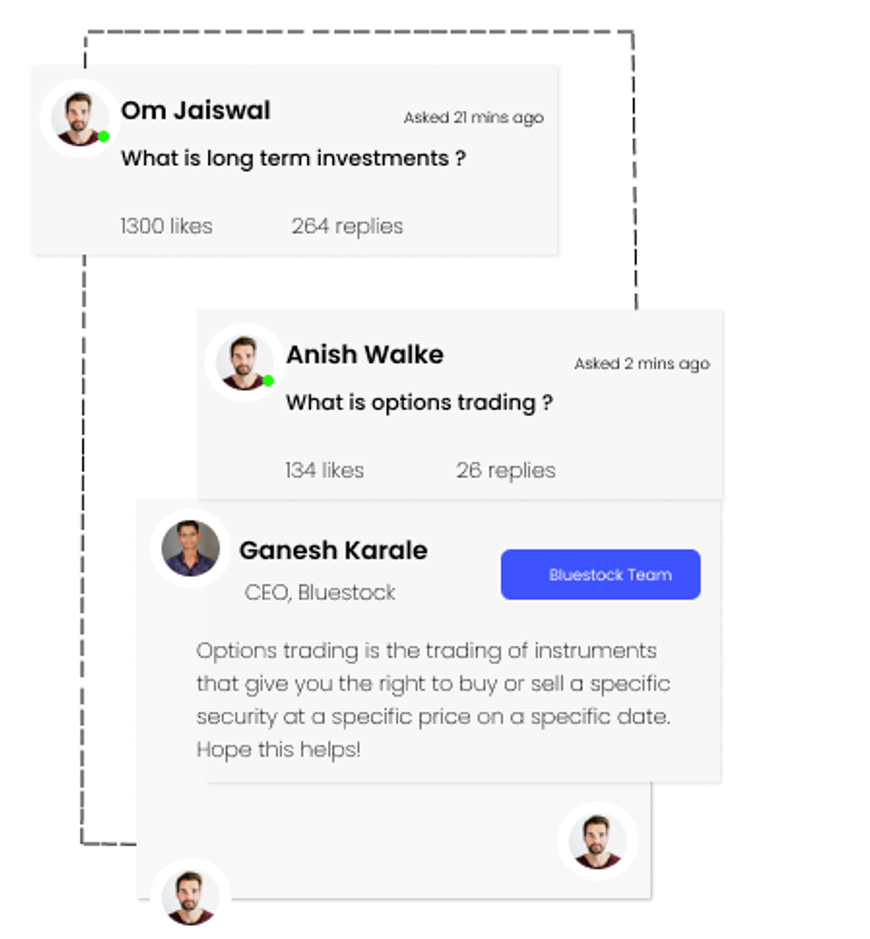 Om Jaiswal
Asked 21 mins ago
What is long term investments ?
1300 likes 264 replies
Anish Walke
Asked 2 mins ago
What is options trading ?
134 likes 26 replies
Ganesh Karale
CEO, Bluestock
Bluestock Team
Options trading is the trading of instruments
that give you the right to buy or sell a specific
security at a specific price on a specific date.
Hope this helps!